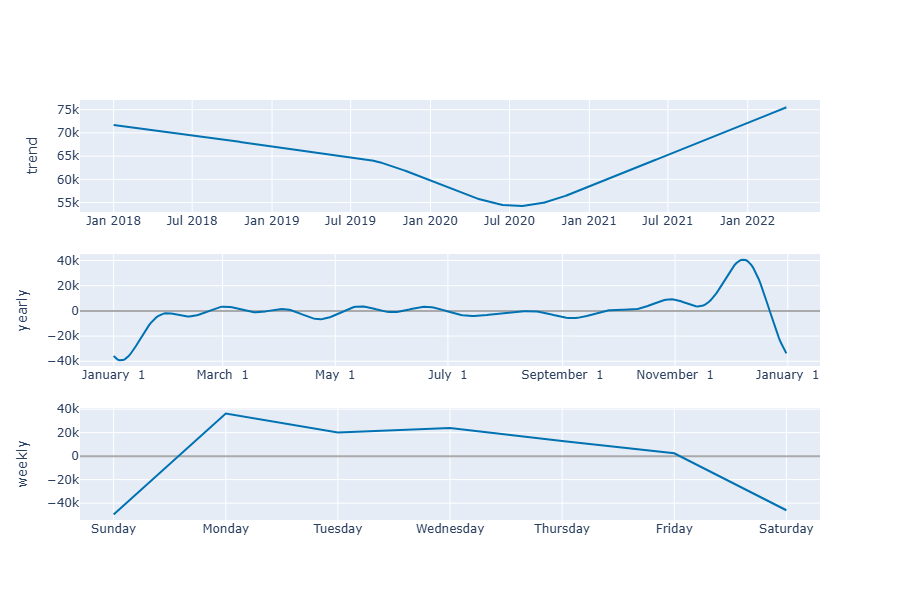 75k
70k
65k
60k
55k
trend
Jan 2018 Jul 2018 Jan 2019 Jul 2019 Jan 2020 Jul 2020 Jan 2021 Jul 2021 Jan 2022
40k
20k
0
−20k
−40k
yearly
January 1 March 1 May 1 July 1 September 1 November 1 January 1
40k
20k
0
−20k
−40k
weekly
Sunday Monday Tuesday Wednesday Thursday Friday Saturday